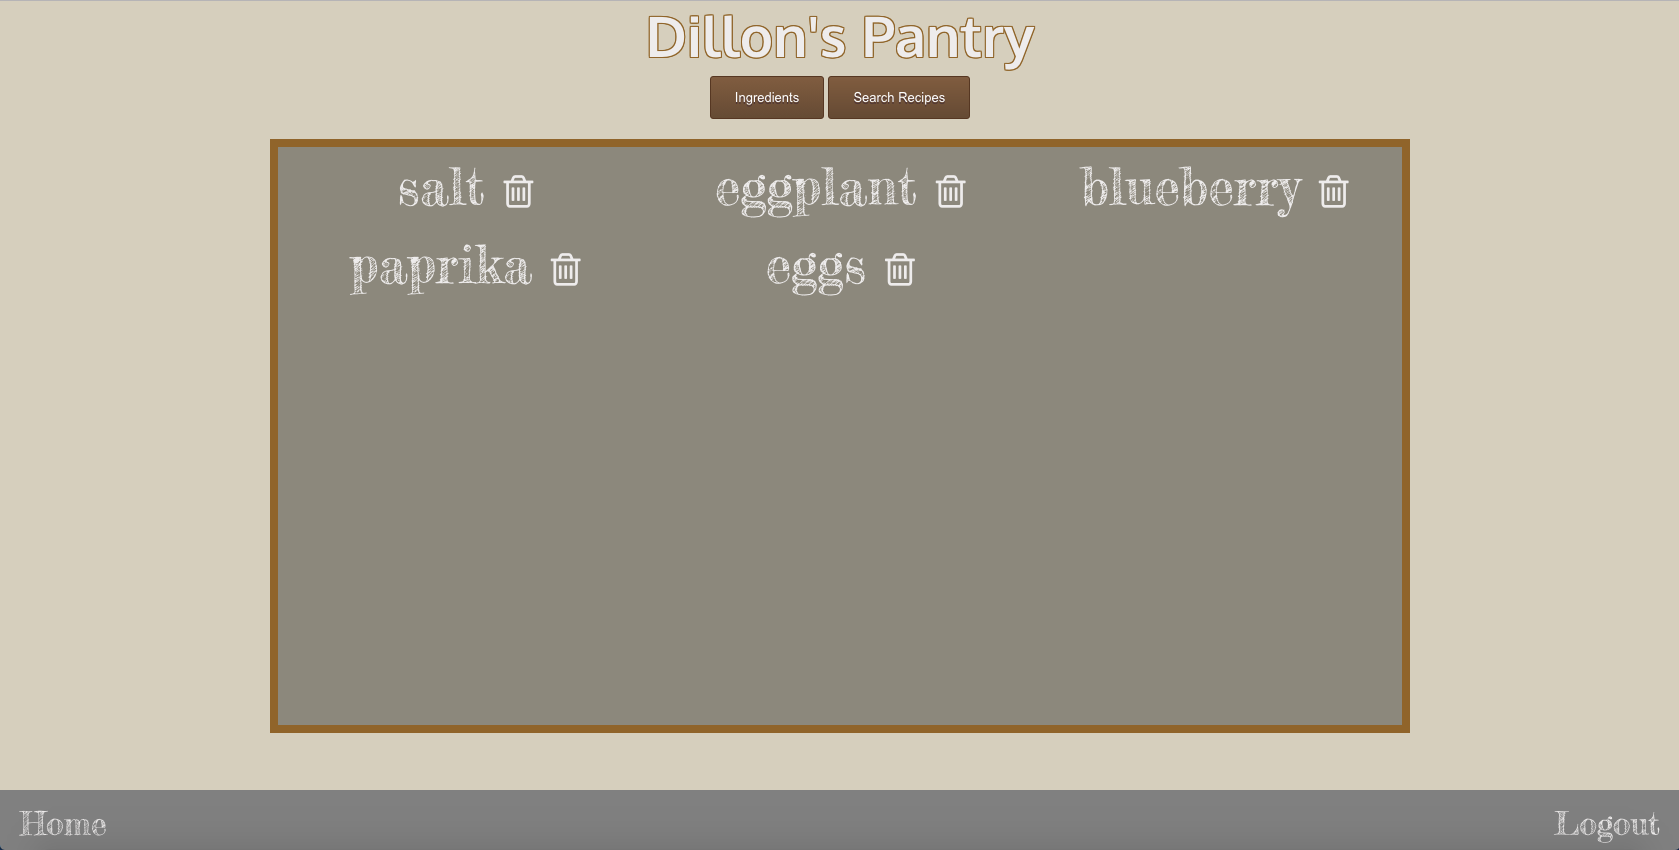 Dillon's Pantry
Ingredients Search Recipes
salt eggplant blueberry
paprika eggs
Home Logout